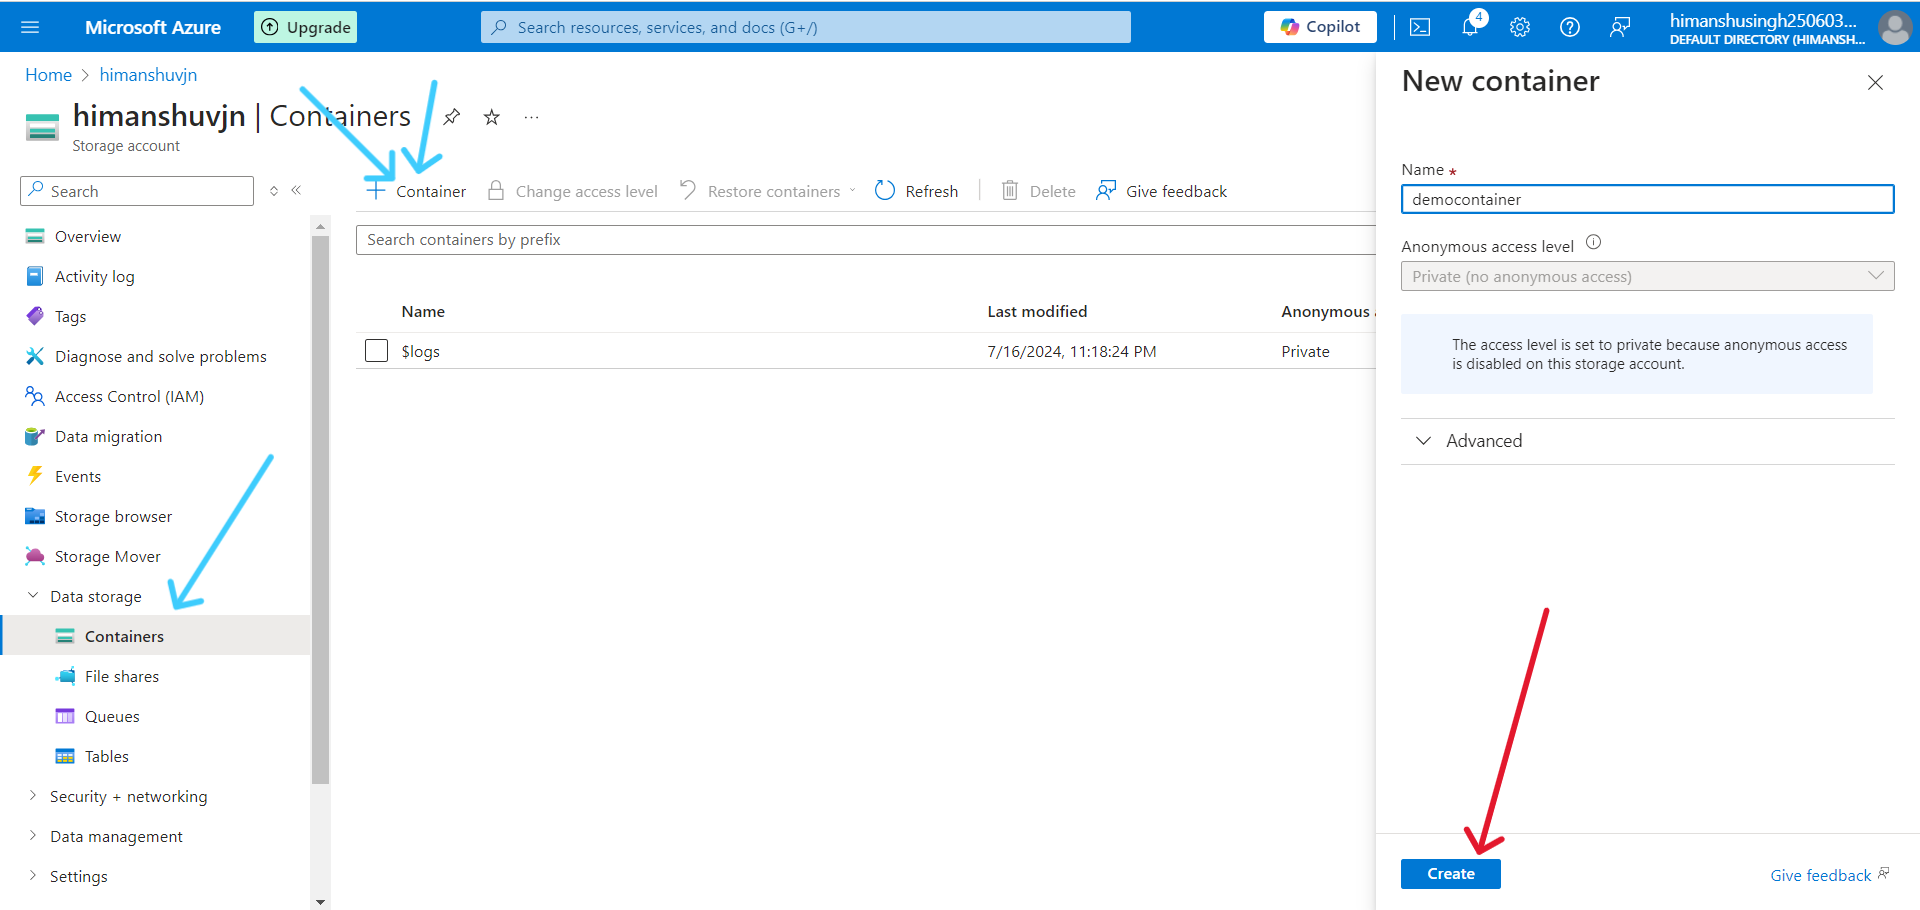 Microsoft Azure
Upgrade
Search resources, services, and docs (G+/)
Copilot
4
himanshusingh250603...
DEFAULT DIRECTORY (HIMANSH...
Home > himanshuvjn
himanshuvjn | Containers
Storage account
Search
Overview
Activity log
Tags
Diagnose and solve problems
Access Control (IAM)
Data migration
Events
Storage browser
Storage Mover
Data storage
Containers
File shares
Queues
Tables
Security + networking
Data management
Settings
Container
Change access level
Restore containers
Refresh
Delete
Give feedback
Search containers by prefix
Name Last modified Anonymous
$logs 7/16/2024, 11:18:24 PM Private
New container
Name *
democontainer
Anonymous access level
Private (no anonymous access)
The access level is set to private because anonymous access
is disabled on this storage account.
Advanced
Create
Give feedback